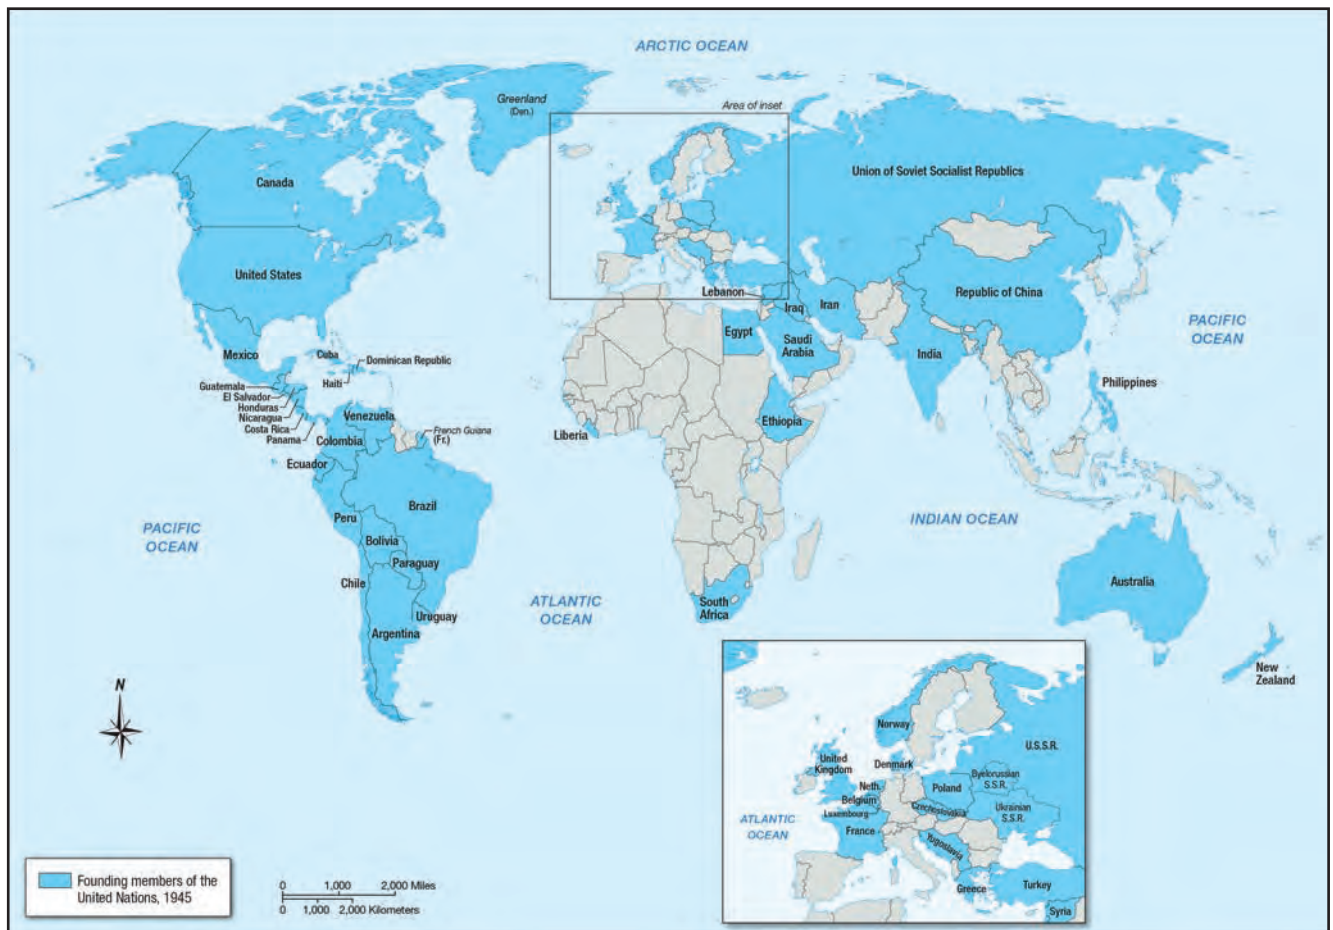 ARCTIC OCEAN
Greenland
(Den.)
Area of inset
Canada
Union of Soviet Socialist Republics
United States
Lebanon
Iraq
Iran
Republic of China
PACIFIC
OCEAN
Egypt
Saudi
Arabia
India
Mexico
Cuba
Dominican Republic
Haiti
Guatemala
El Salvador
Honduras
Nicaragua
Costa Rica
Panama
Venezuela
Colombia
French Guiana
(Fr.)
Philippines
Liberia
Ethiopia
Ecuador
Brazil
Peru
PACIFIC
OCEAN
INDIAN OCEAN
Bolivia
Paraguay
Chile
Australia
ATLANTIC
OCEAN
South
Africa
Uruguay
Argentina
New
Zealand
N
Norway
U.S.S.R.
United
Kingdom
Denmark
Byelorussian
S.S.R.
Neth.
Poland
Belgium
Czechoslovakia
Ukrainian
S.S.R.
Luxembourg
ATLANTIC
OCEAN
France
Yugoslavia
Greece
Turkey
Syria
Founding members of the
United Nations, 1945
0 1,000 2,000 Miles
0 1,000 2,000 Kilometers